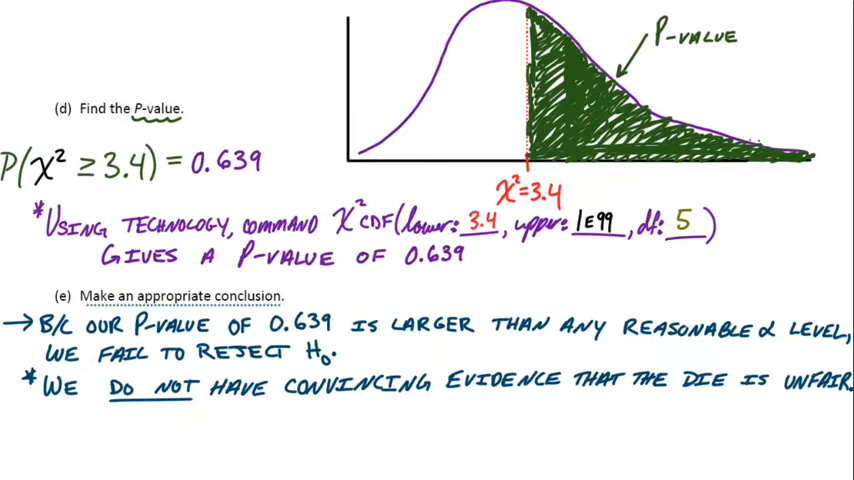 P-VALUE
(d) Find the P-value.
P(χ² ≥ 3.4) = 0.639
χ²=3.4
*USING TECHNOLOGY, COMMAND χ²CDF(lower: 3.4, upper: 1E99, df: 5)
GIVES A P-VALUE OF 0.639
(e) Make an appropriate conclusion.
→ B/C OUR P-VALUE OF 0.639 IS LARGER THAN ANY REASONABLE α LEVEL,
WE FAIL TO REJECT H₀.
*WE DO NOT HAVE CONVINCING EVIDENCE THAT THE DIE IS UNFAIR.